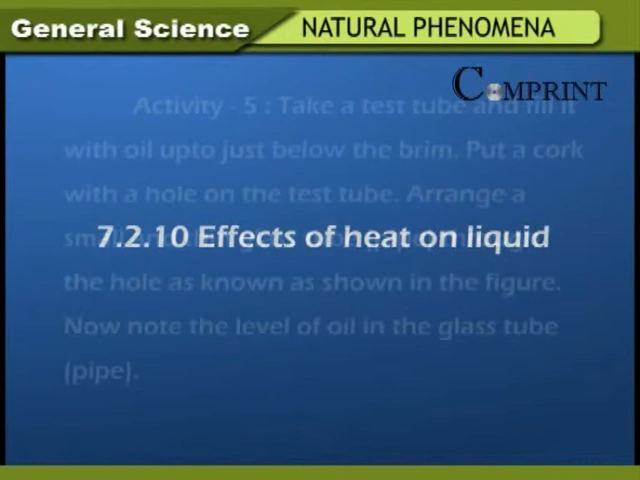 General Science
NATURAL PHENOMENA
COMPRINT
Activity - 5 : Take a test tube and fill it
with oil upto just below the brim. Put a cork
with a hole on the test tube. Arrange a
7.2.10 Effects of heat on liquid
the hole as known as shown in the figure.
Now note the level of oil in the glass tube
(pipe).